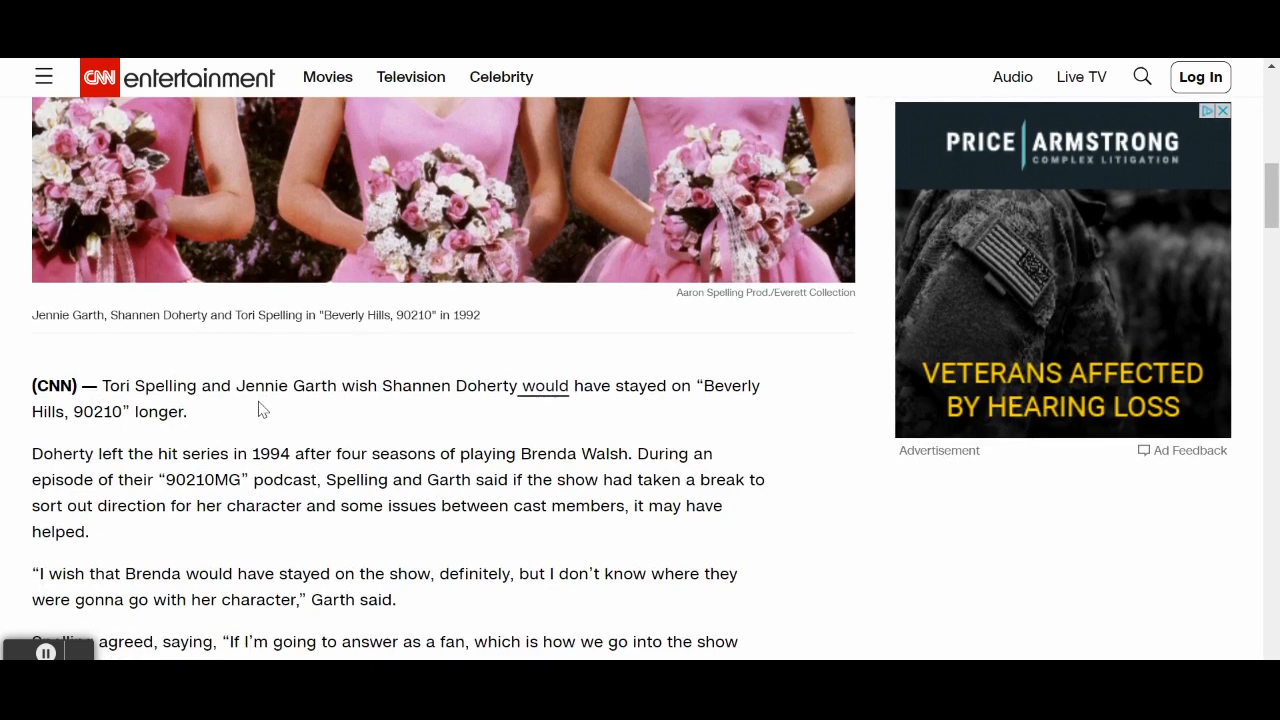 CNN entertainment Movies Television Celebrity Audio Live TV Log In
PRICE ARMSTRONG
COMPLEX LITIGATION
VETERANS AFFECTED
BY HEARING LOSS
Advertisement Ad Feedback
Aaron Spelling Prod./Everett Collection
Jennie Garth, Shannen Doherty and Tori Spelling in "Beverly Hills, 90210" in 1992
(CNN) — Tori Spelling and Jennie Garth wish Shannen Doherty would have stayed on “Beverly
Hills, 90210” longer.
Doherty left the hit series in 1994 after four seasons of playing Brenda Walsh. During an
episode of their “90210MG” podcast, Spelling and Garth said if the show had taken a break to
sort out direction for her character and some issues between cast members, it may have
helped.
“I wish that Brenda would have stayed on the show, definitely, but I don’t know where they
were gonna go with her character,” Garth said.
Spelling agreed, saying, “If I’m going to answer as a fan, which is how we go into the show